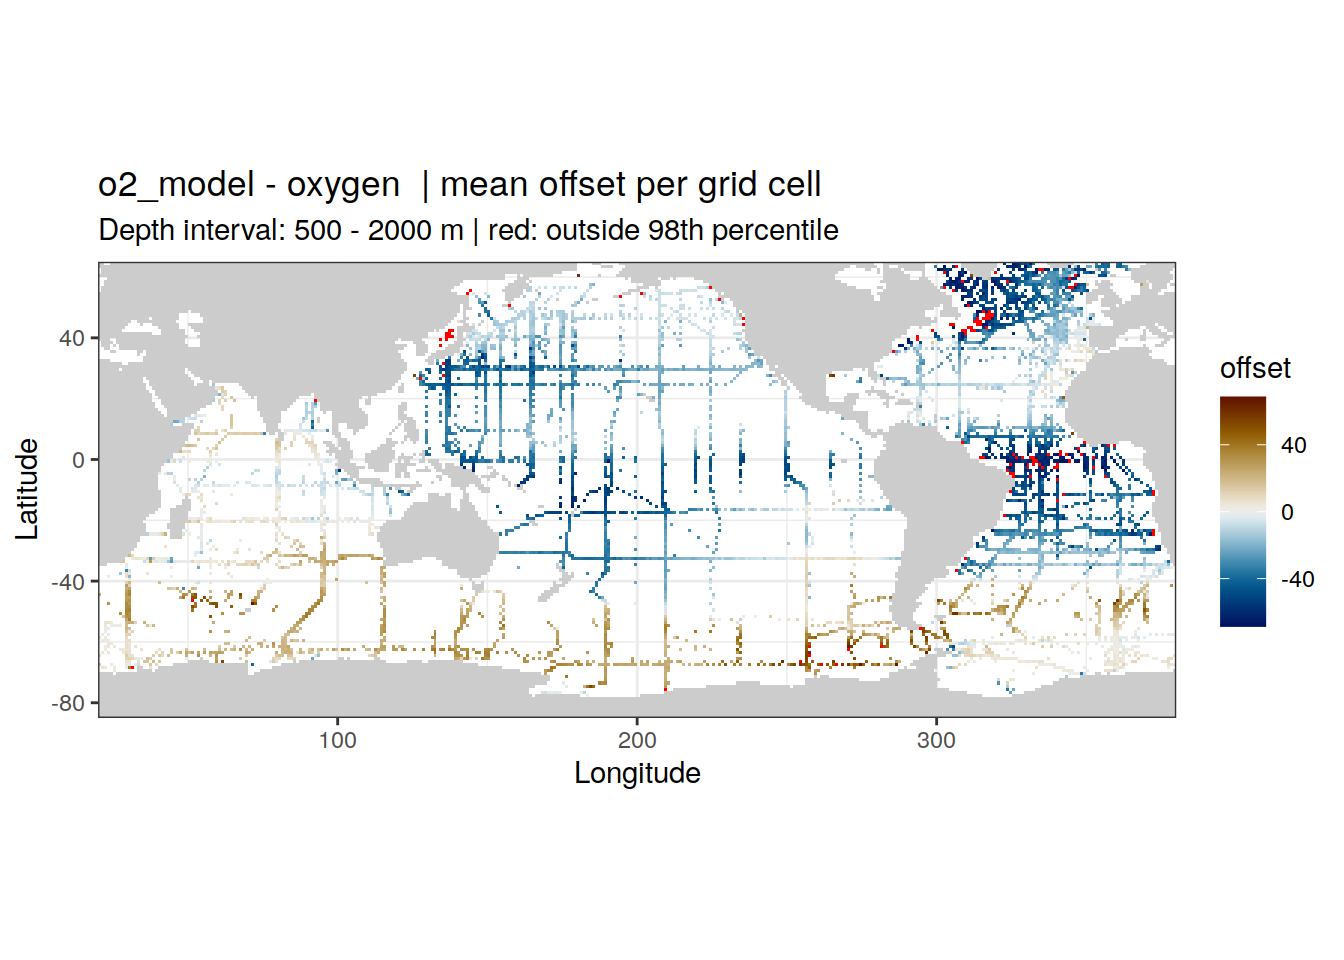 o2_model - oxygen  | mean offset per grid cell
Depth interval: 500 - 2000 m | red: outside 98th percentile
40
0
-40
-80
Latitude
100
200
300
Longitude
offset
40
0
-40